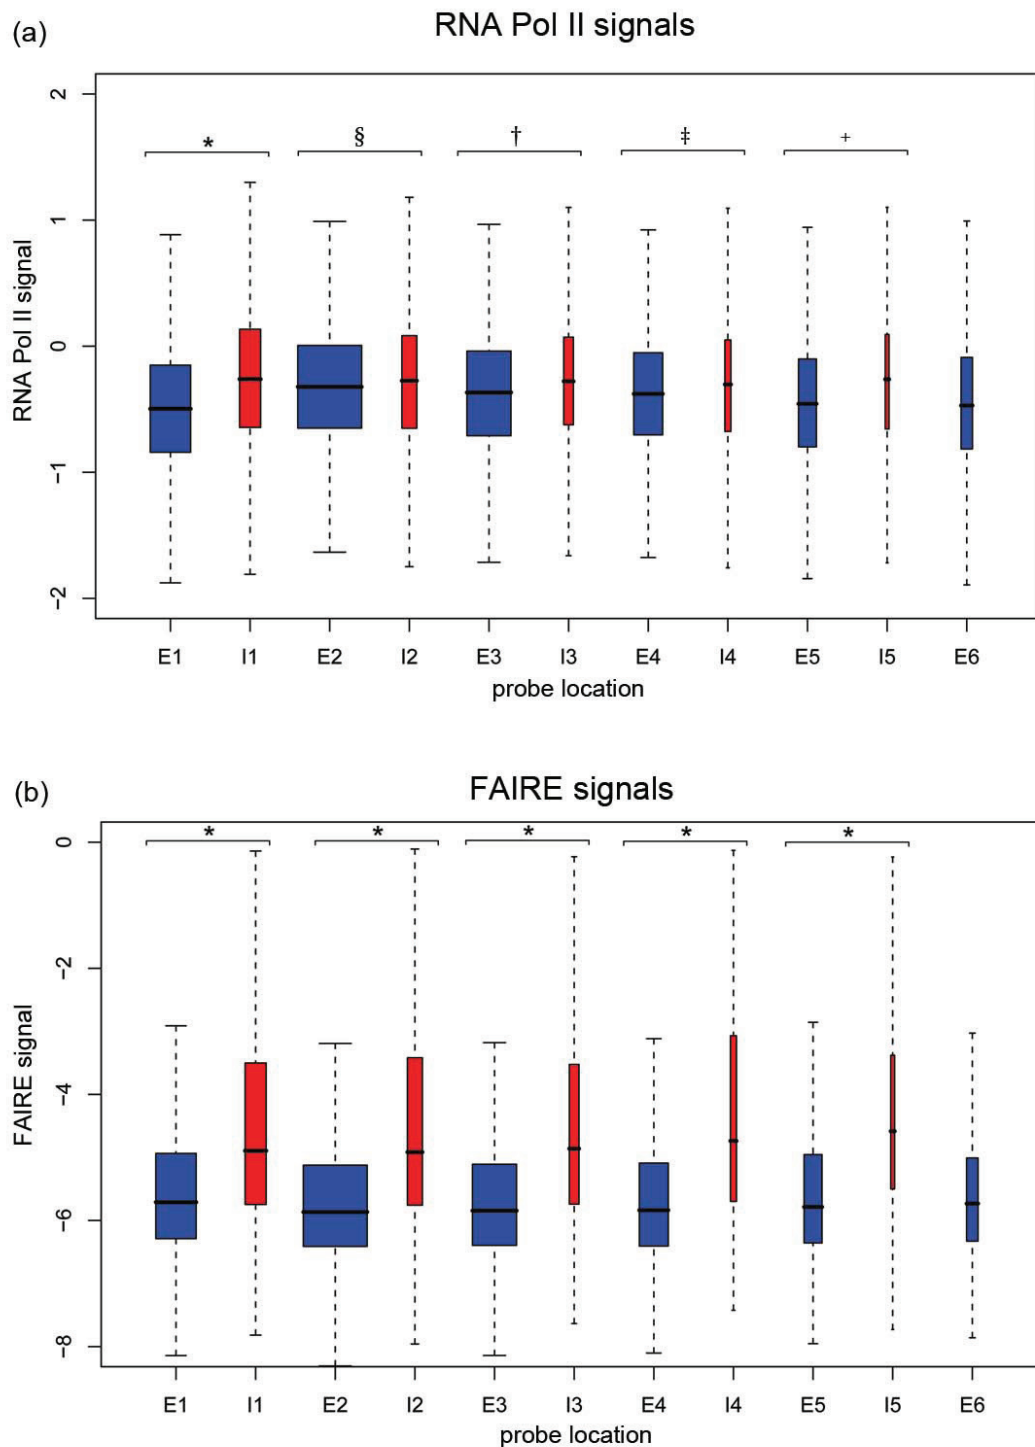 (a)
RNA Pol II signals
RNA Pol II signal
2
1
0
−1
−2
* § † ‡ +
E1 I1 E2 I2 E3 I3 E4 I4 E5 I5 E6
probe location
(b)
FAIRE signals
FAIRE signal
0
−2
−4
−6
−8
* * * * *
E1 I1 E2 I2 E3 I3 E4 I4 E5 I5 E6
probe location